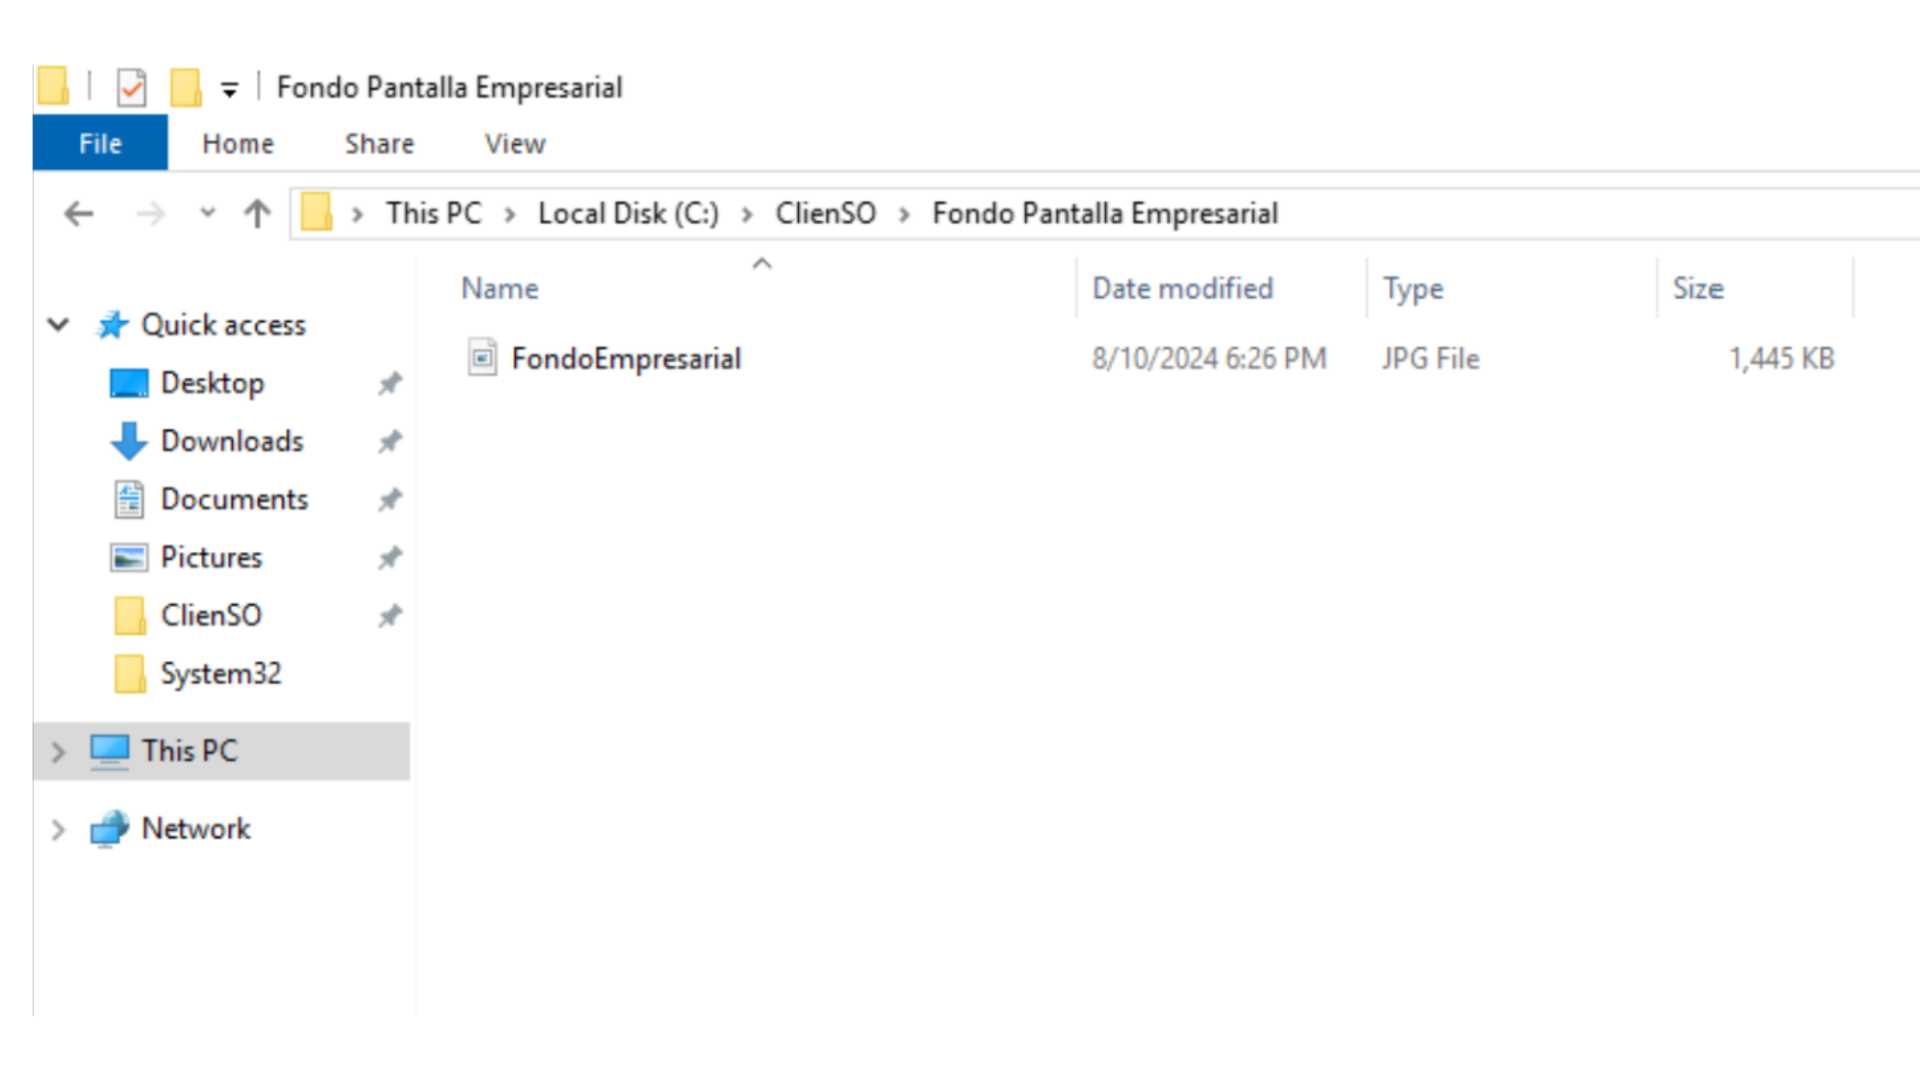 Fondo Pantalla Empresarial
File Home Share View
This PC Local Disk (C:) ClienSO Fondo Pantalla Empresarial
Name Date modified Type Size
FondoEmpresarial 8/10/2024 6:26 PM JPG File 1,445 KB
Quick access
Desktop
Downloads
Documents
Pictures
ClienSO
System32
This PC
Network